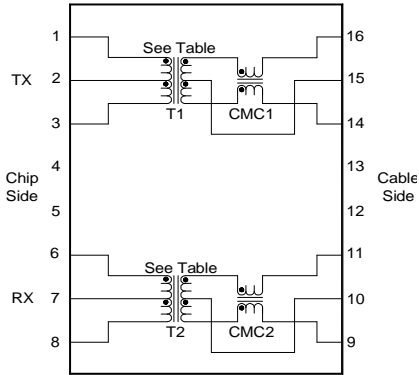 1
16
See Table
TX
2
15
T1
CMC1
3
14
4
13
Chip
Side
Cable
Side
5
12
6
11
See Table
RX
7
10
T2
CMC2
8
9